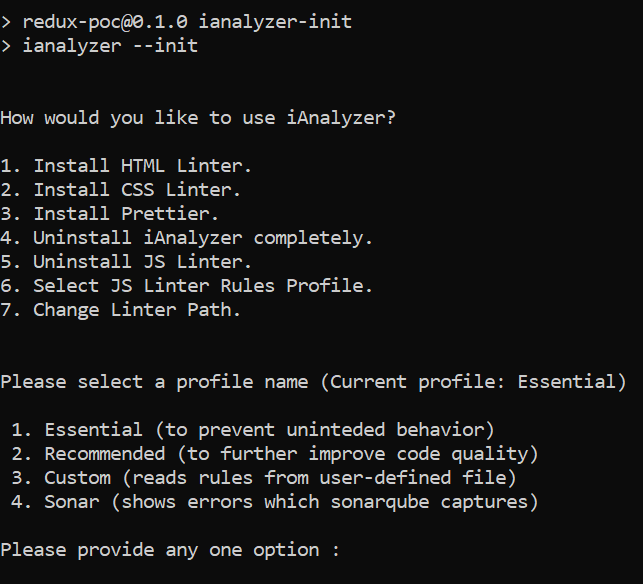 > redux-poc@0.1.0 ianalyzer-init
> ianalyzer --init
How would you like to use iAnalyzer?
1. Install HTML Linter.
2. Install CSS Linter.
3. Install Prettier.
4. Uninstall iAnalyzer completely.
5. Uninstall JS Linter.
6. Select JS Linter Rules Profile.
7. Change Linter Path.
Please select a profile name (Current profile: Essential)
1. Essential (to prevent uninteded behavior)
2. Recommended (to further improve code quality)
3. Custom (reads rules from user-defined file)
4. Sonar (shows errors which sonarqube captures)
Please provide any one option :